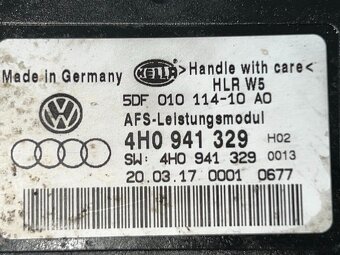 Made in Germany HELLA >Handle with care<
HLR W5
5DF 010 114-10 A0
AFS-Leistungsmodul
4H0 941 329 H02
SW: 4H0 941 329 0013
20.03.17 0001 0677